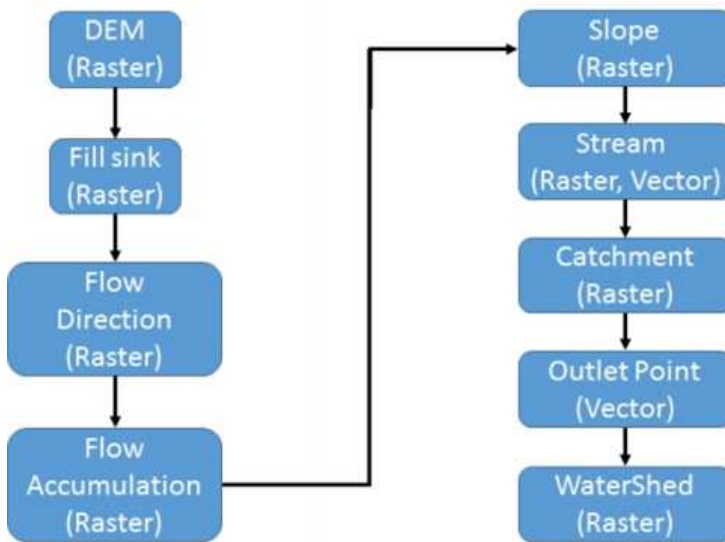 DEM
(Raster)
Fill sink
(Raster)
Flow
Direction
(Raster)
Flow
Accumulation
(Raster)
Slope
(Raster)
Stream
(Raster, Vector)
Catchment
(Raster)
Outlet Point
(Vector)
WaterShed
(Raster)